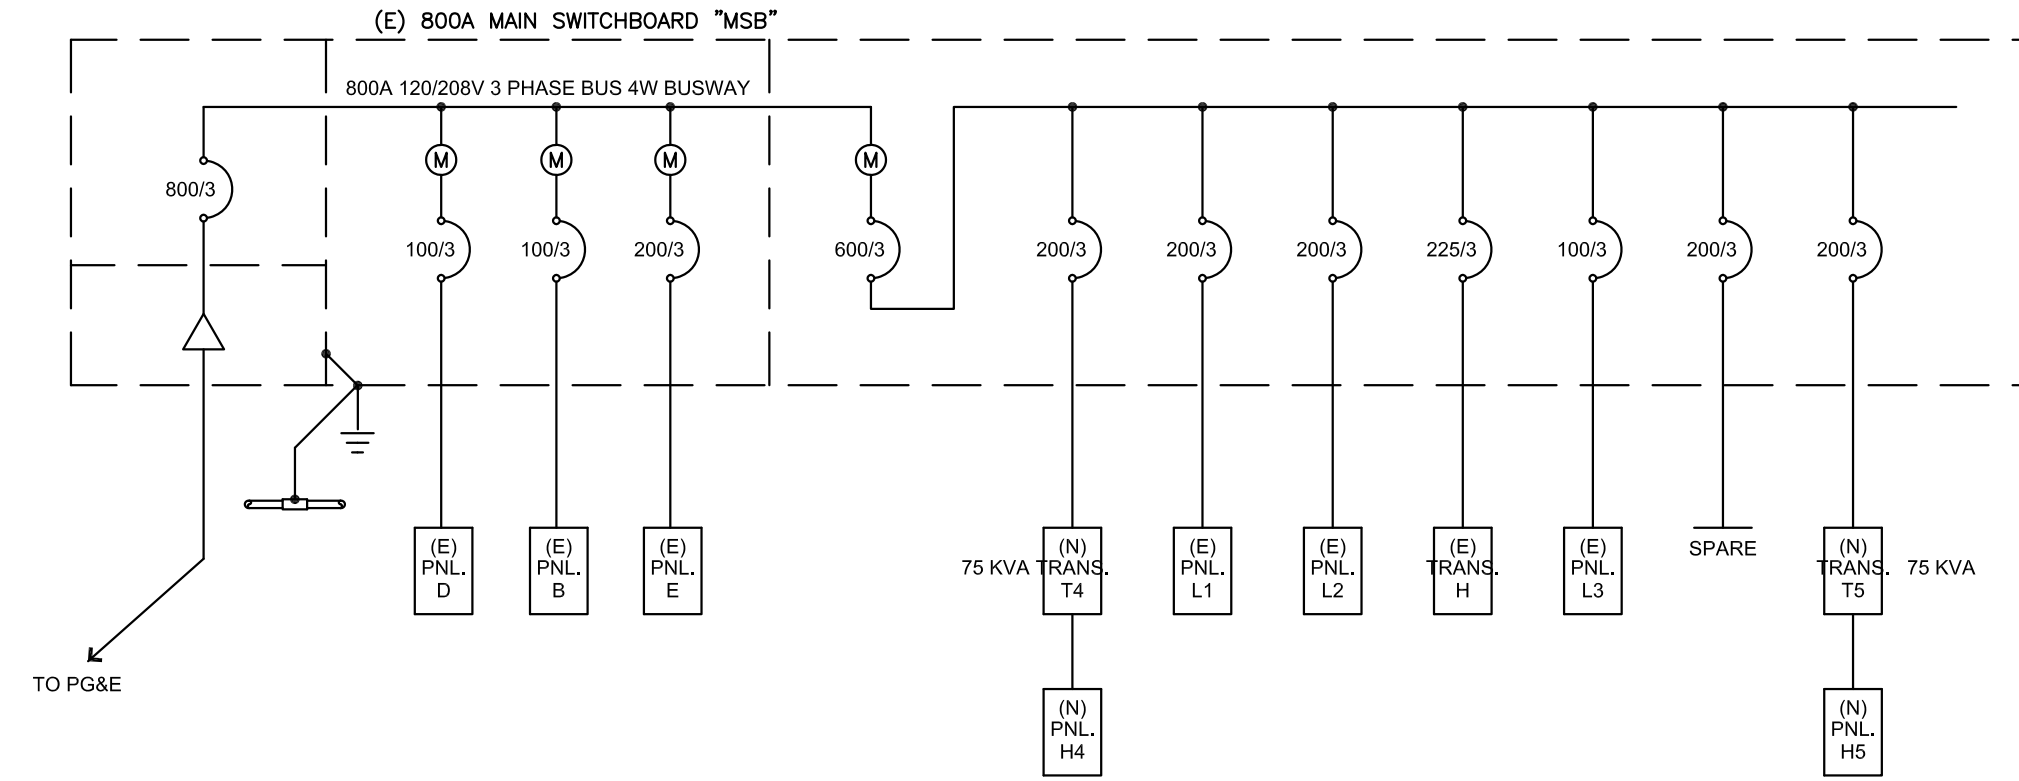 (E) 800A MAIN SWITCHBOARD "MSB"
800A 120/208V 3 PHASE BUS 4W BUSWAY
M
M
M
M
800/3
100/3
100/3
200/3
600/3
200/3
200/3
200/3
225/3
100/3
200/3
200/3
(E)
PNL.
D
(E)
PNL.
B
(E)
PNL.
E
75 KVA
(N)
TRANS.
T4
(E)
PNL.
L1
(E)
PNL.
L2
(E)
TRANS.
H
(E)
PNL.
L3
SPARE
(N)
TRANS.
T5
75 KVA
TO PG&E
(N)
PNL.
H4
(N)
PNL.
H5